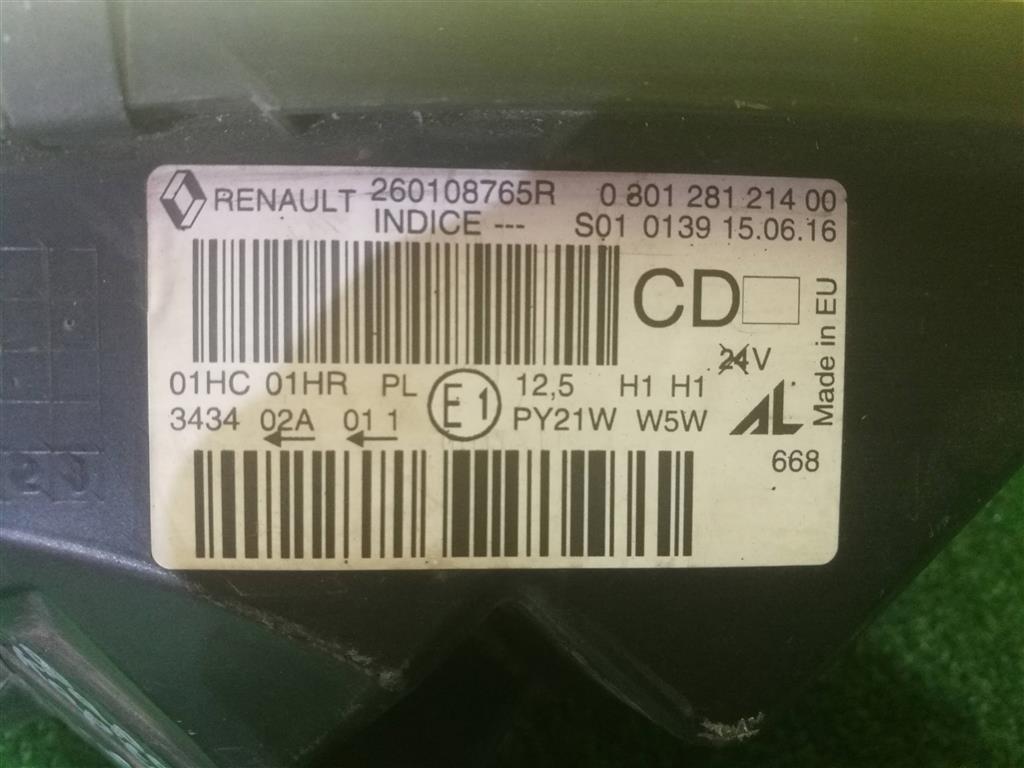 RENAULT 260108765R 0 801 281 214 00
INDICE --- S01 0139 15.06.16
CD
24V
Made in EU
01HC 01HR PL E1 12,5 H1 H1
3434 02A 01 1 PY21W W5W AL
668